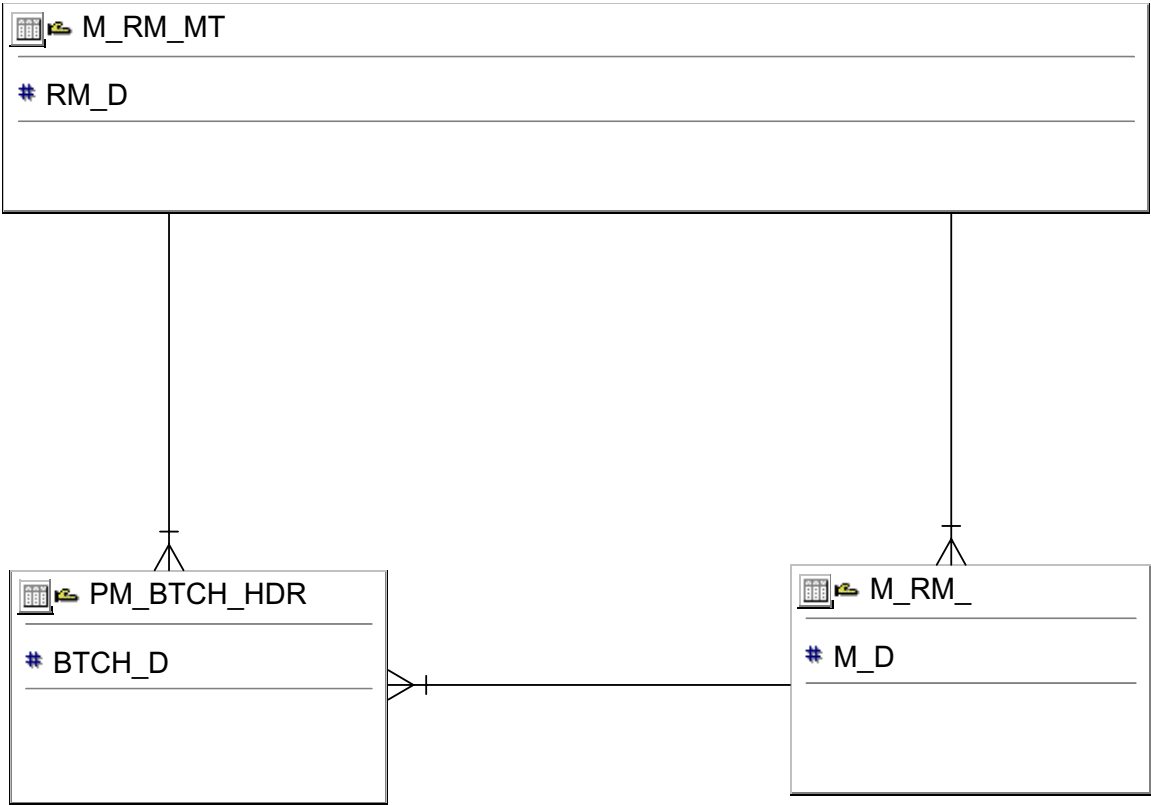 M_RM_MT
# RM_D
PM_BTCH_HDR
# BTCH_D
M_RM_
# M_D